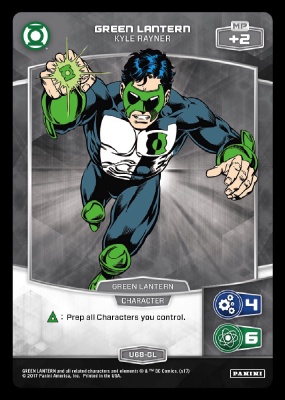 GREEN LANTERN
KYLE RAYNER
MP
+2
GREEN LANTERN
CHARACTER
: Prep all Characters you control.
4
6
U68-GL
GREEN LANTERN and all related characters and elements © & ™ DC Comics. (s17)
© 2017 Panini America, Inc. Printed in the USA.
PANINI